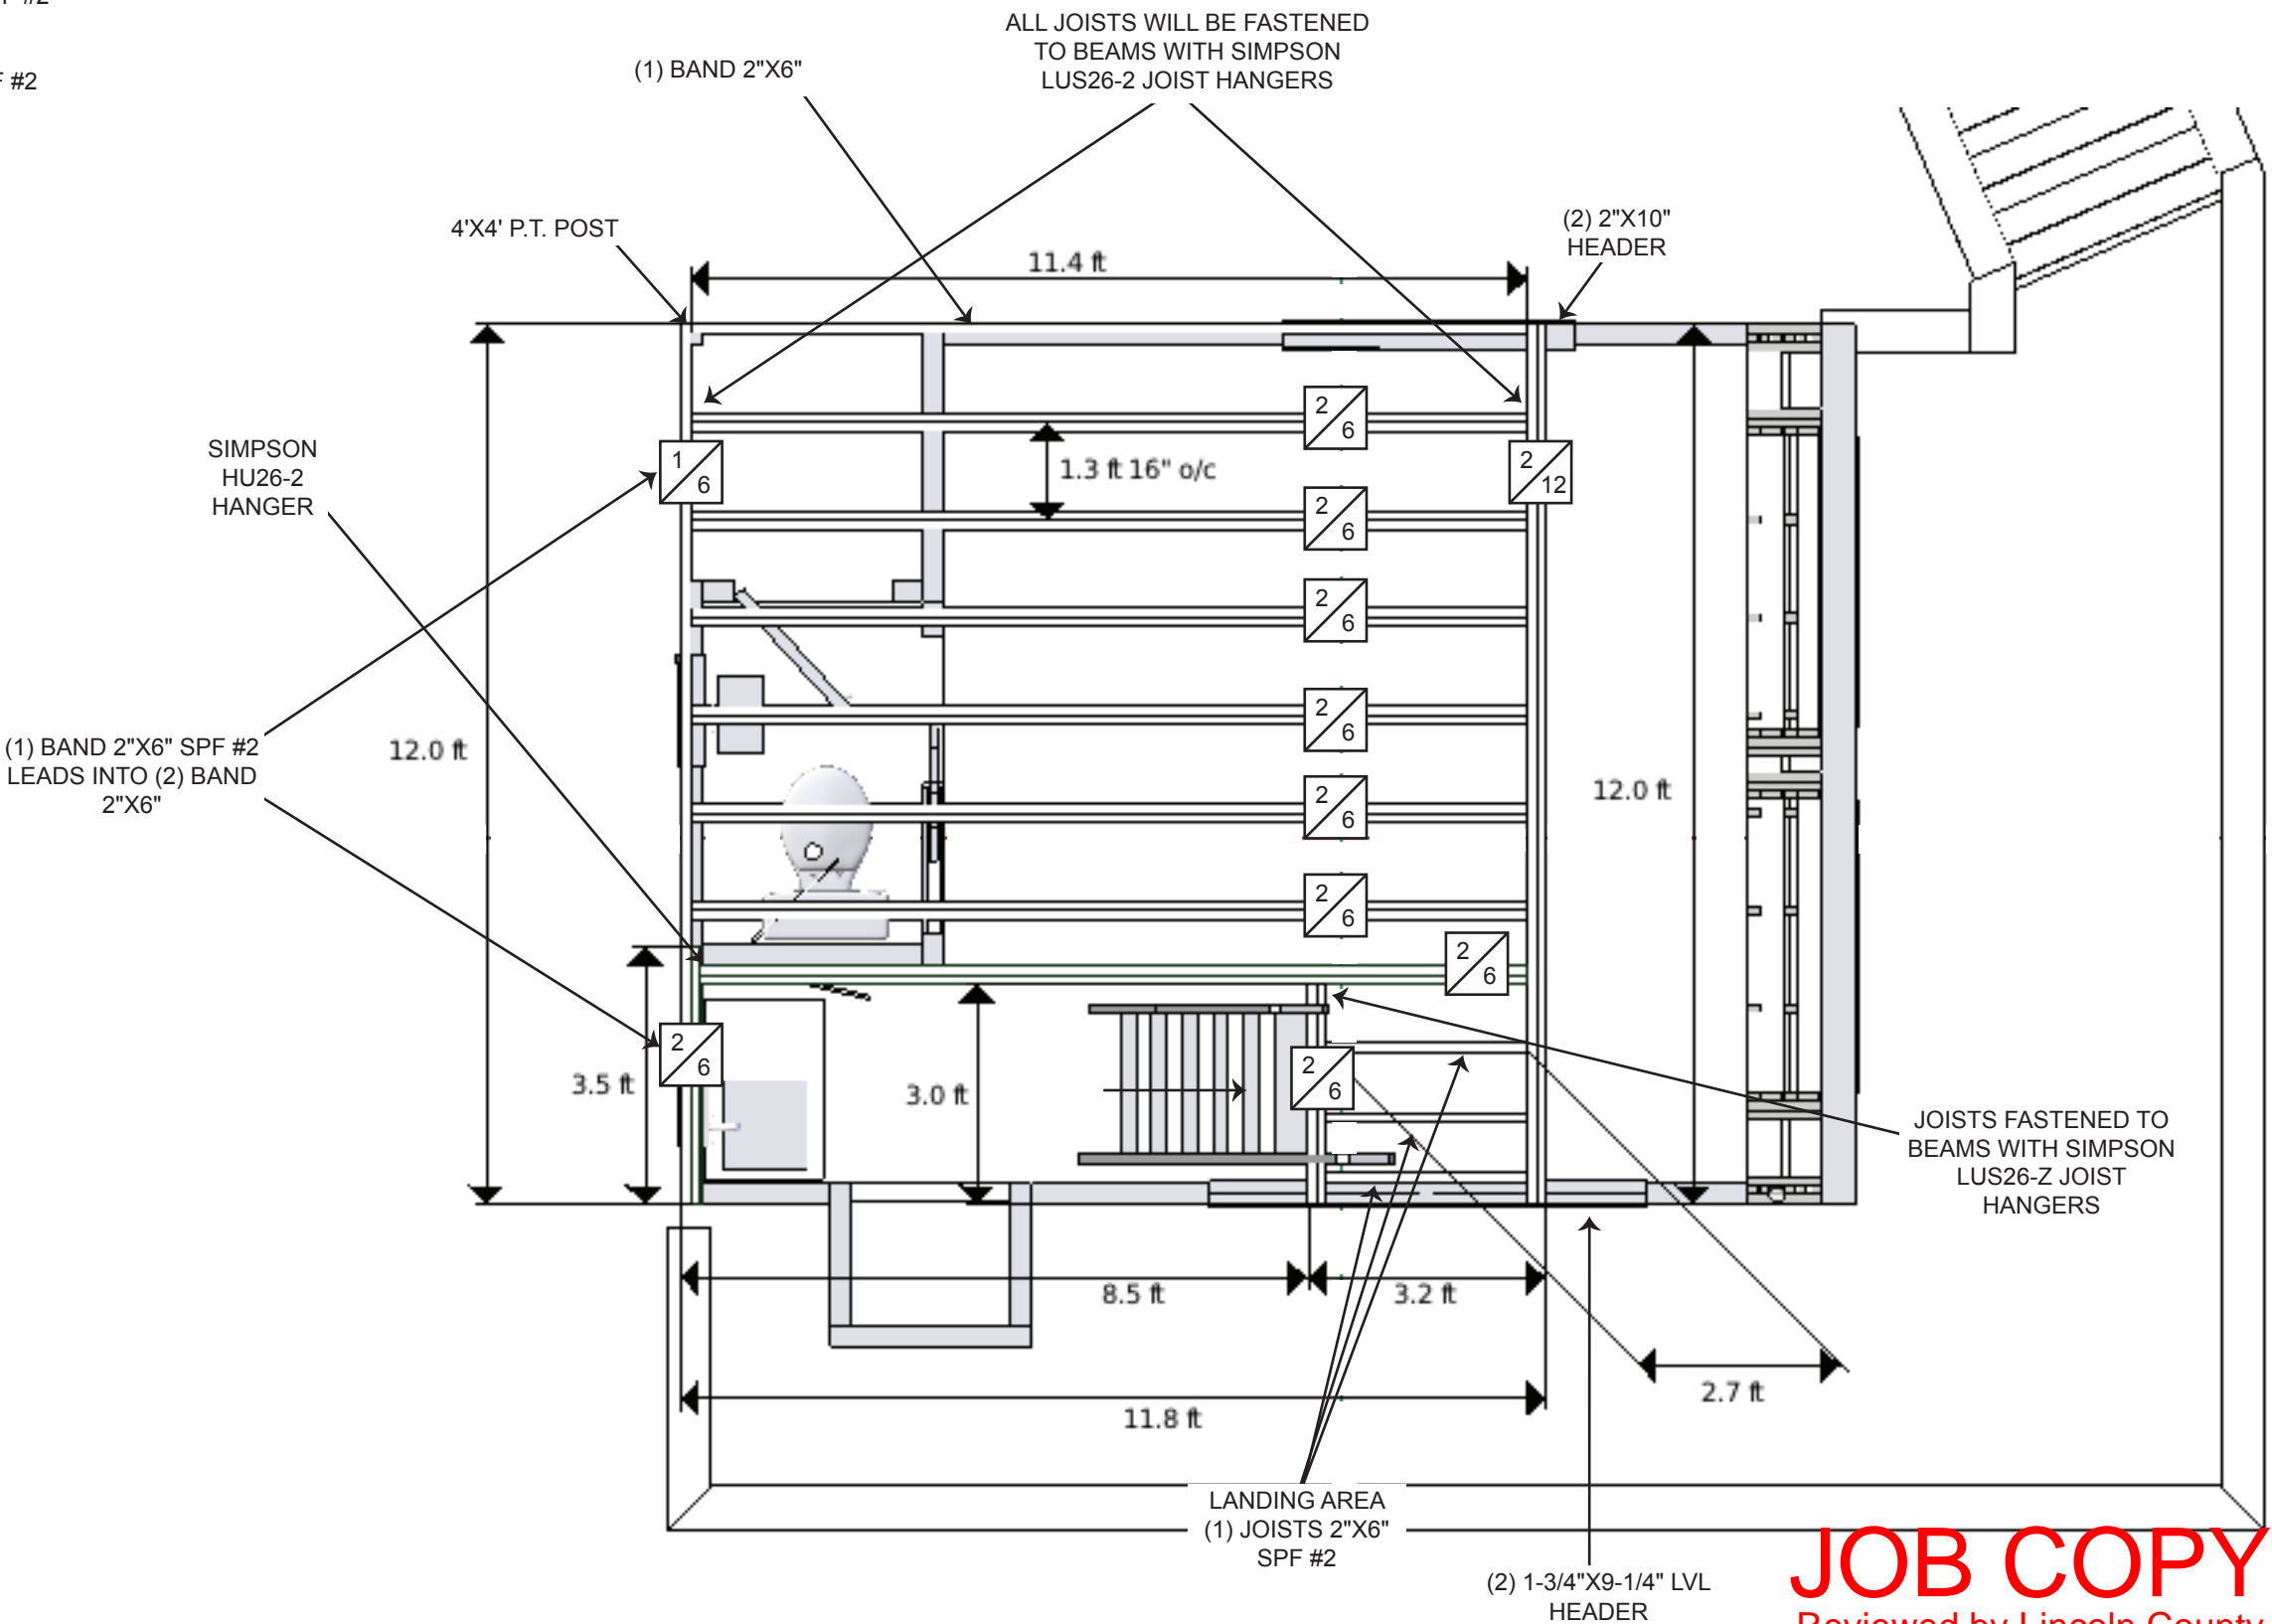 #2
#2
ALL JOISTS WILL BE FASTENED
TO BEAMS WITH SIMPSON
LUS26-2 JOIST HANGERS
(1) BAND 2"X6"
4'X4' P.T. POST
(2) 2"X10"
HEADER
11.4 ft
SIMPSON
HU26-2
HANGER
1
6
2
6
2
12
1.3 ft 16" o/c
2
6
2
6
2
6
(1) BAND 2"X6" SPF #2
LEADS INTO (2) BAND
2"X6"
12.0 ft
12.0 ft
2
6
2
6
2
6
2
6
3.5 ft
3.0 ft
2
6
JOISTS FASTENED TO
BEAMS WITH SIMPSON
LUS26-Z JOIST
HANGERS
8.5 ft
3.2 ft
2.7 ft
11.8 ft
LANDING AREA
(1) JOISTS 2"X6"
SPF #2
(2) 1-3/4"X9-1/4" LVL
HEADER
JOB COPY
Reviewed by Lincoln County